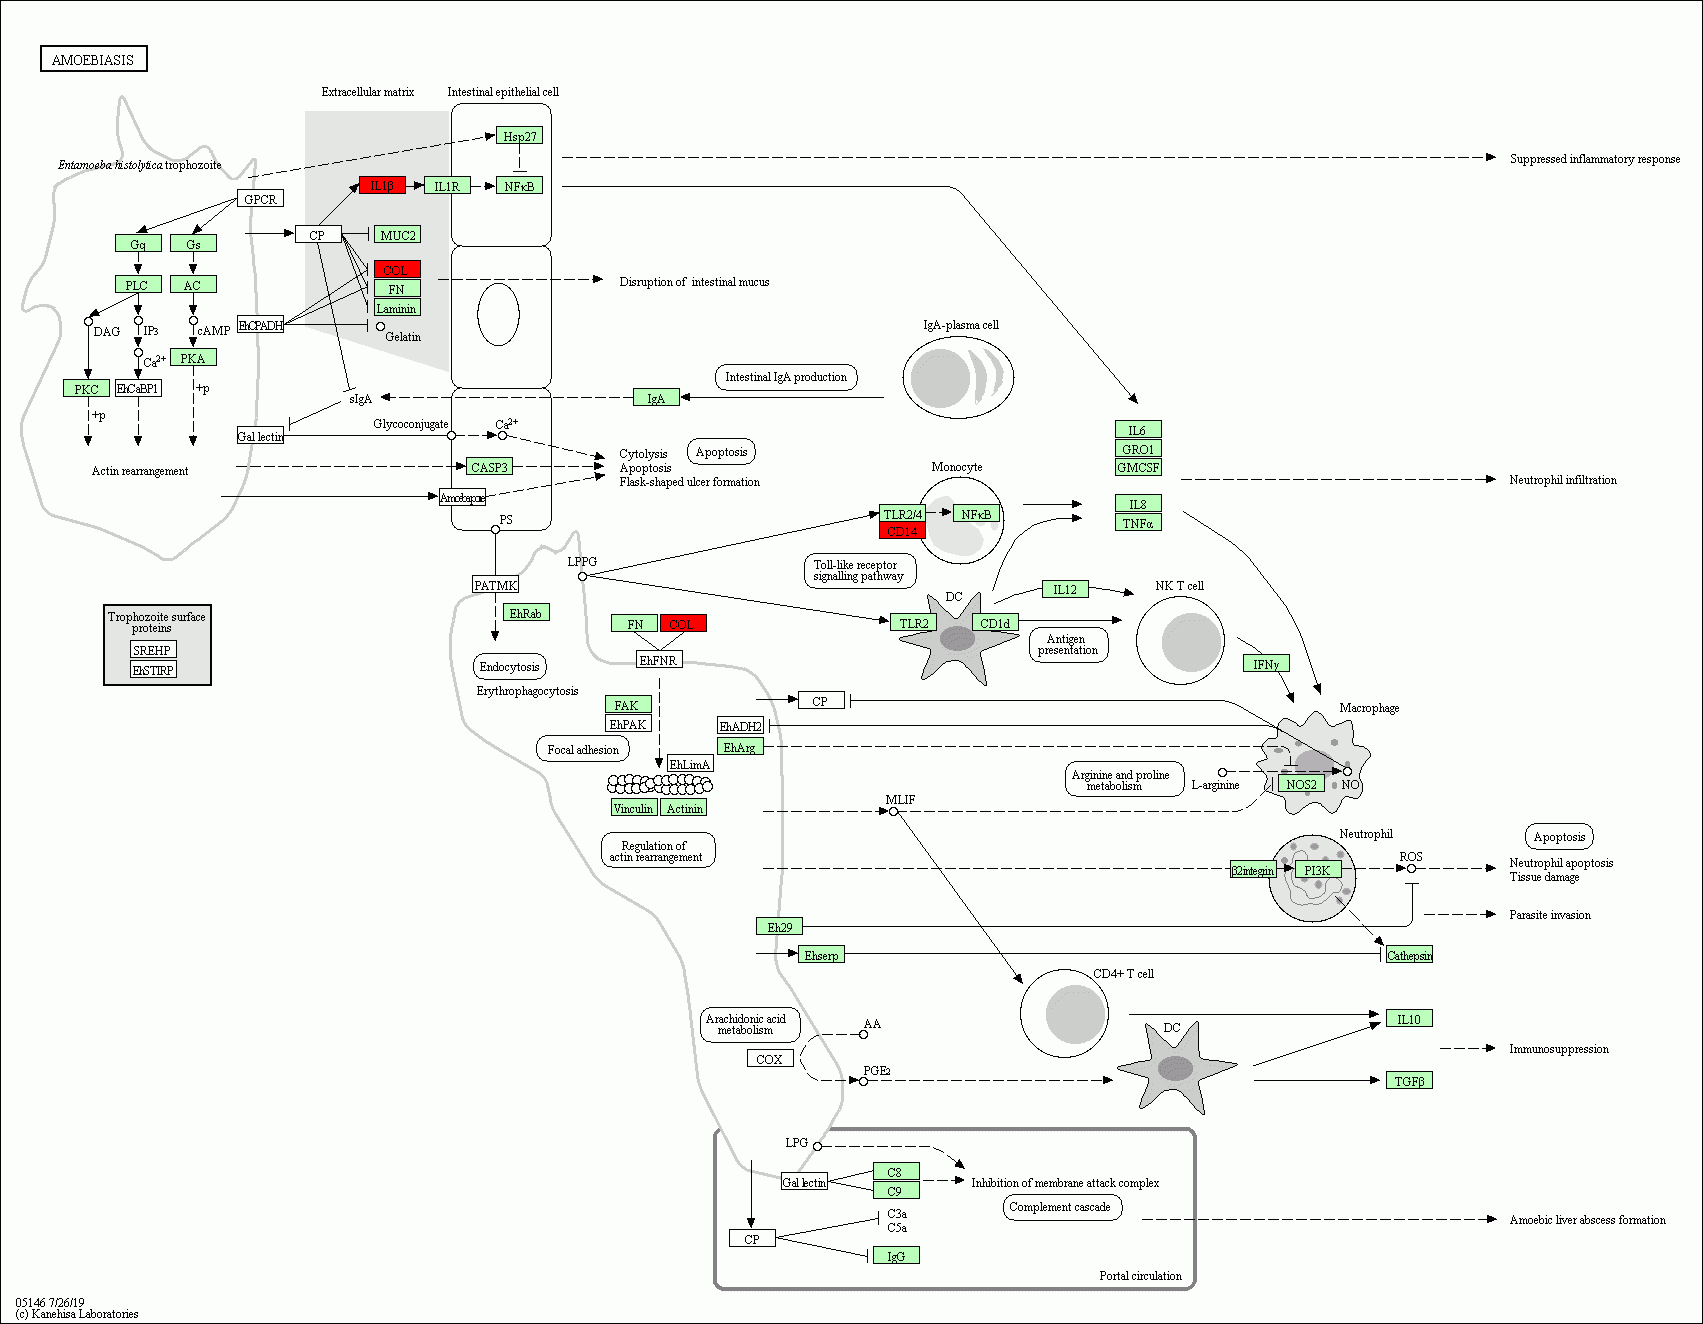 AMOEBIASIS
Extracellular matrix
Intestinal epithelial cell
Hsp27
Suppressed inflammatory response
Entamoeba histolytica trophozoite
IL1β
IL1R
NFκB
GPCR
CP
MUC2
Gq
Gs
COL
FN
Laminin
Disruption of intestinal mucus
PLC
AC
DAG
IP3
cAMP
EhCPADH
Gelatin
IgA-plasma cell
Ca2+
PKA
PKC
EhCaBP1
+p
+p
sIgA
IgA
Intestinal IgA production
Glycoconjugate
Ca2+
Gal lectin
Actin rearrangement
CASP3
Cytolysis
Apoptosis
Flask-shaped ulcer formation
Apoptosis
Amoebapore
PS
IL6
GRO1
GMCSF
IL8
TNFα
Neutrophil infiltration
Monocyte
TLR2/4
NFκB
CD14
LPPG
Toll-like receptor
signalling pathway
PATMK
EhRab
DC
IL12
NK T cell
TLR2
CD1d
Antigen
presentation
IFNγ
Trophozoite surface
proteins
SREHP
EhSTIRP
FN
COL
EhFNR
Endocytosis
Erythrophagocytosis
FAK
EhPAK
Focal adhesion
EhLimA
Vinculin
Actinin
Regulation of
actin rearrangement
CP
EhADH2
EhArg
Macrophage
Arginine and proline
metabolism
L-arginine
NOS2
NO
MLIF
Neutrophil
Apoptosis
β2integrin
PI3K
ROS
Neutrophil apoptosis
Tissue damage
Parasite invasion
Eh29
Ehserp
Cathepsin
CD4+ T cell
Arachidonic acid
metabolism
AA
COX
PGE2
DC
IL10
Immunosuppression
TGFβ
LPG
Gal lectin
C8
C9
Inhibition of membrane attack complex
Complement cascade
C3a
C5a
CP
IgG
Amoebic liver abscess formation
Portal circulation
05146 7/26/19
(c) Kanehisa Laboratories